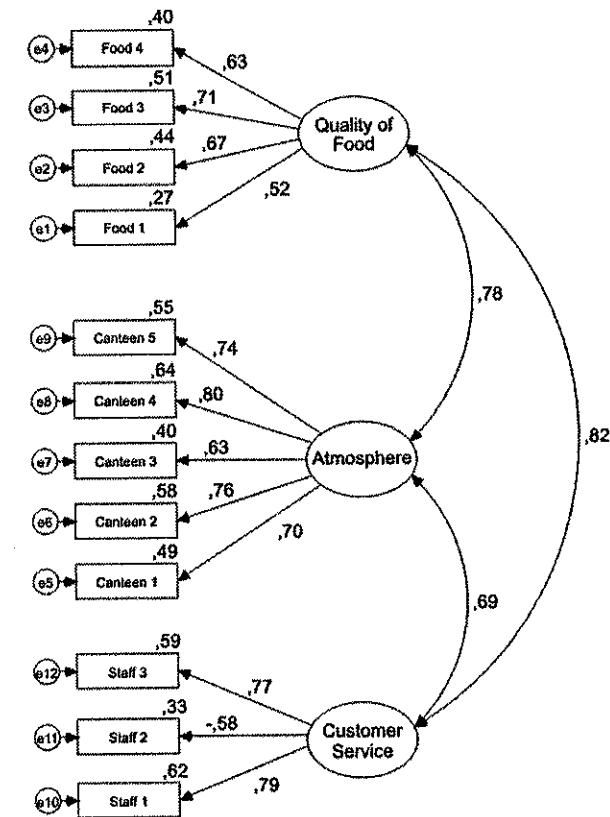 ,40
e4
Food 4
,63
,51
e3
Food 3
,71
Quality of
Food
,44
e2
Food 2
,67
,27
e1
Food 1
,52
,78
,55
e9
Canteen 5
,74
,64
e8
Canteen 4
,80
,82
,40
e7
Canteen 3
,63
Atmosphere
,58
e6
Canteen 2
,76
,49
e5
Canteen 1
,70
,69
,59
e12
Staff 3
,77
,33
e11
Staff 2
-,58
Customer
Service
,62
e10
Staff 1
,79